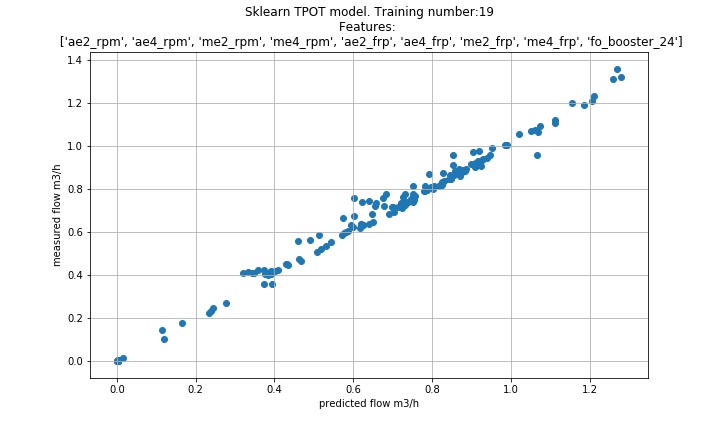 Sklearn TPOT model. Training number:19
Features:
['ae2_rpm', 'ae4_rpm', 'me2_rpm', 'me4_rpm', 'ae2_frp', 'ae4_frp', 'me2_frp', 'me4_frp', 'fo_booster_24']
1.4
1.2
1.0
0.8
0.6
0.4
0.2
0.0
measured flow m3/h
0.0 0.2 0.4 0.6 0.8 1.0 1.2
predicted flow m3/h